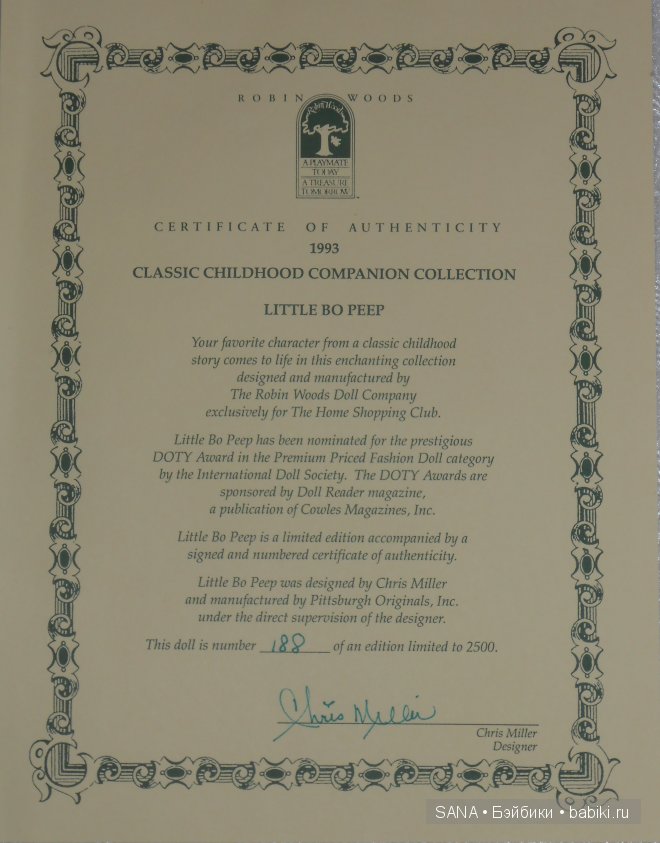 ROBIN WOODS
Robin Woods
A PLAYMATE
TODAY
A TREASURE
TOMORROW
CERTIFICATE OF AUTHENTICITY
1993
CLASSIC CHILDHOOD COMPANION COLLECTION
LITTLE BO PEEP
Your favorite character from a classic childhood
story comes to life in this enchanting collection
designed and manufactured by
The Robin Woods Doll Company
exclusively for The Home Shopping Club.
Little Bo Peep has been nominated for the prestigious
DOTY Award in the Premium Priced Fashion Doll category
by the International Doll Society. The DOTY Awards are
sponsored by Doll Reader magazine,
a publication of Cowles Magazines, Inc.
Little Bo Peep is a limited edition accompanied by a
signed and numbered certificate of authenticity.
Little Bo Peep was designed by Chris Miller
and manufactured by Pittsburgh Originals, Inc.
under the direct supervision of the designer.
This doll is number 188 of an edition limited to 2500.
Chris Miller
Chris Miller
Designer
SANA • Бэйбики • babiki.ru